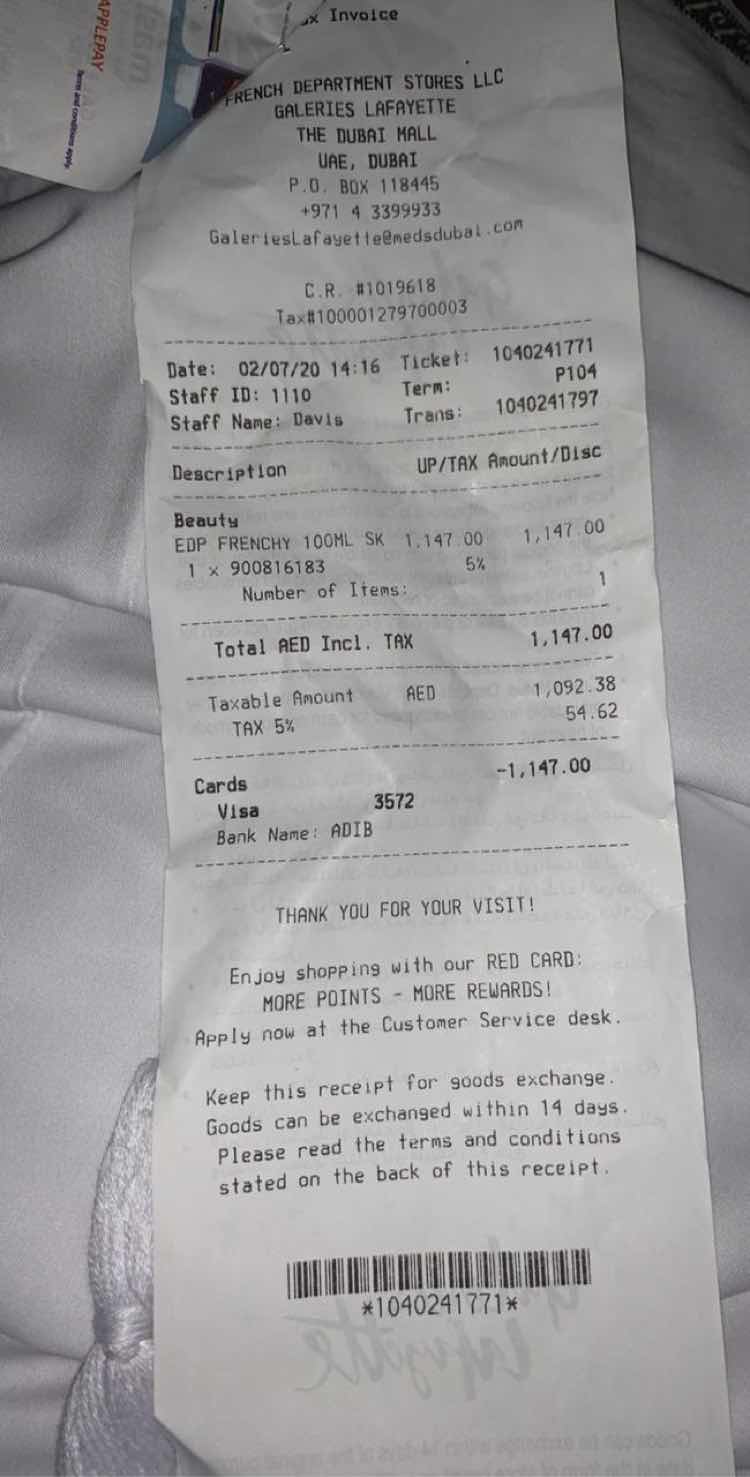 APPLEPAY
Terms and conditions apply
Invoice
FRENCH DEPARTMENT STORES LLC
GALERIES LAFAYETTE
THE DUBAI MALL
UAE, DUBAI
P.O. BOX 118445
+971 4 3399933
GaleriesLafayette@medsdubai.com
C.R. #1019618
Tax#100001279700003
Date: 02/07/20 14:16 Ticket: 1040241771
Staff ID: 1110 Term: P104
Staff Name: Davis Trans: 1040241797
Description UP/TAX Amount/Disc
Beauty
EDP FRENCHY 100ML SK 1,147.00 1,147.00
1 x 900816183 5%
Number of Items: 1
Total AED Incl. TAX 1,147.00
Taxable Amount AED 1,092.38
TAX 5% 54.62
Cards -1,147.00
Visa 3572
Bank Name: ADIB
THANK YOU FOR YOUR VISIT!
Enjoy shopping with our RED CARD:
MORE POINTS - MORE REWARDS!
Apply now at the Customer Service desk.
Keep this receipt for goods exchange.
Goods can be exchanged within 14 days.
Please read the terms and conditions
stated on the back of this receipt.
*1040241771*